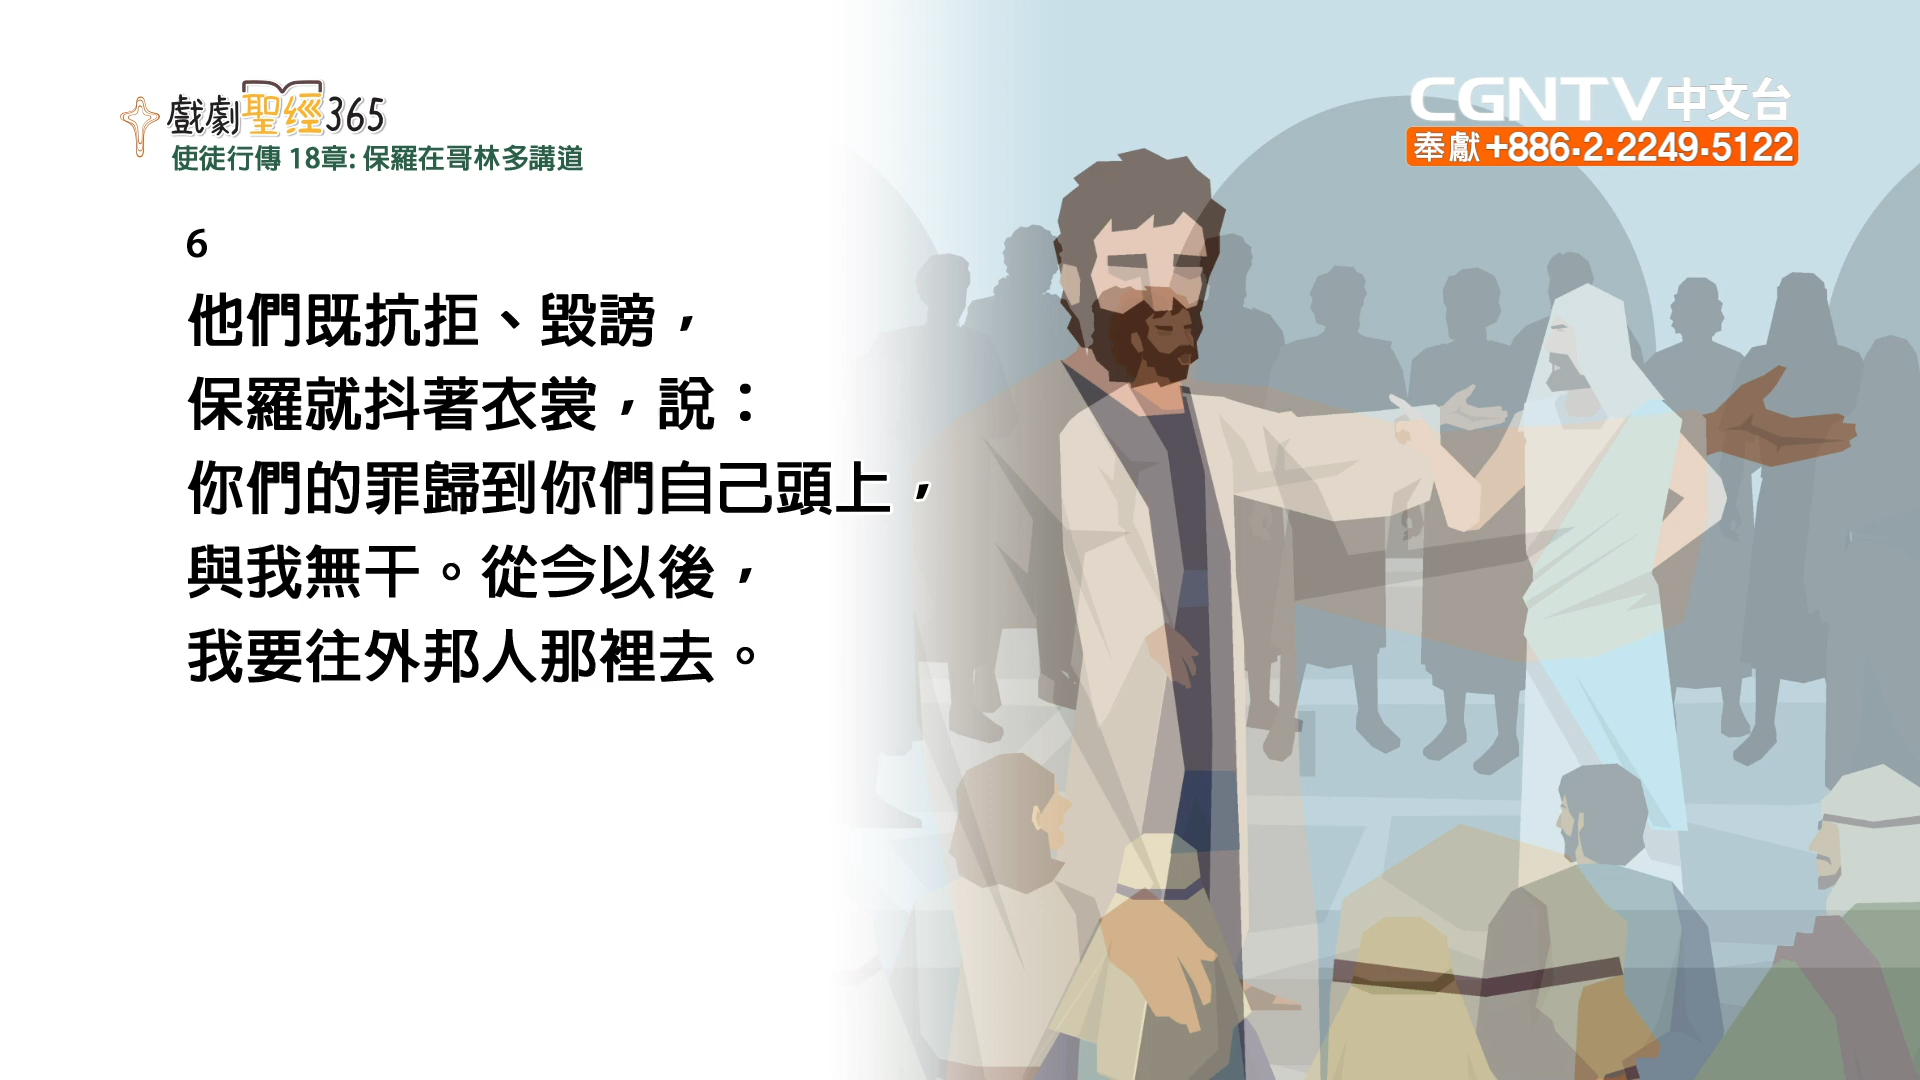 戲劇聖經365
使徒行傳 18章: 保羅在哥林多講道
CGNTV中文台
奉獻 +886·2·2249·5122
6
他們既抗拒、毀謗，
保羅就抖著衣裳，說：
你們的罪歸到你們自己頭上，
與我無干。從今以後，
我要往外邦人那裡去。